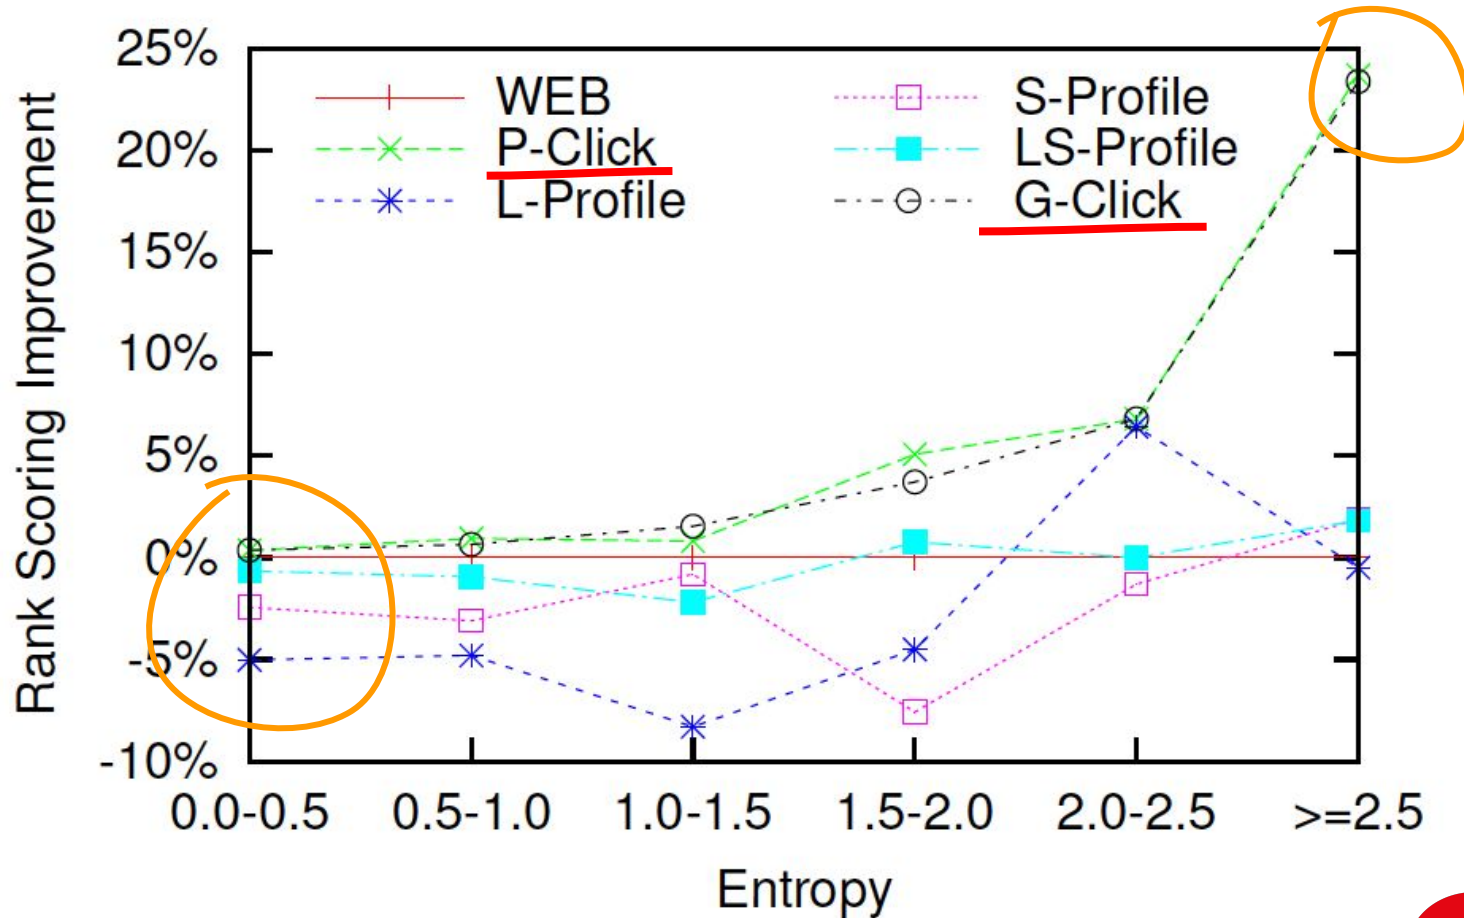 Rank Scoring Improvement
25%
20%
15%
10%
5%
0%
-5%
-10%
WEB
P-Click
L-Profile
S-Profile
LS-Profile
G-Click
0.0-0.5 0.5-1.0 1.0-1.5 1.5-2.0 2.0-2.5 >=2.5
Entropy